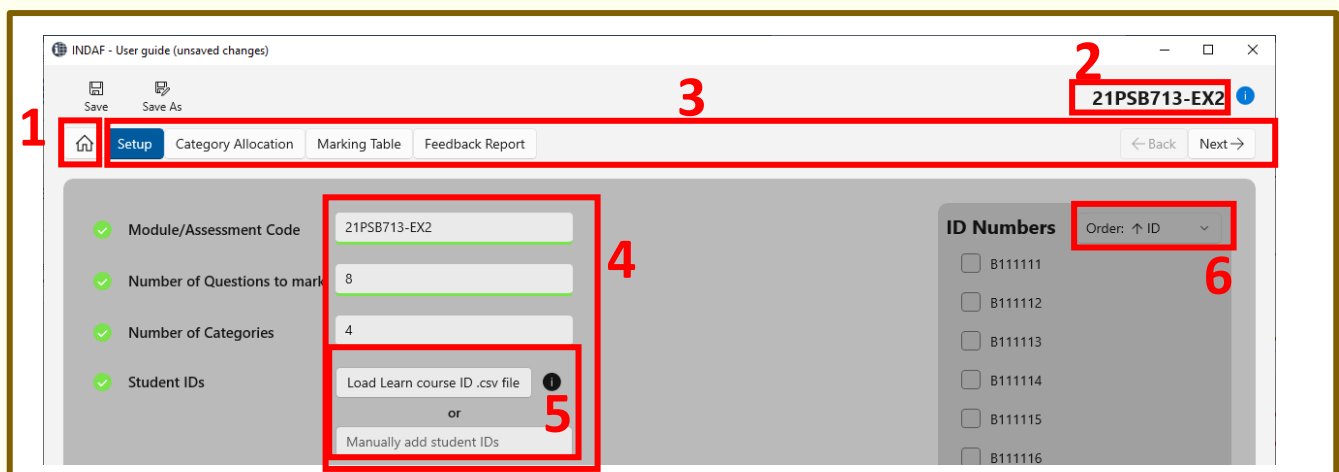 INDAF - User guide (unsaved changes)
2
Save Save As
3
21PSB713-EX2
1
Setup Category Allocation Marking Table Feedback Report ← Back Next →
Module/Assessment Code 21PSB713-EX2
ID Numbers Order: ↑ ID
4
6
B111111
Number of Questions to mark 8
B111112
Number of Categories 4
B111113
Student IDs Load Learn course ID .csv file
B111114
5
or
B111115
Manually add student IDs
B111116